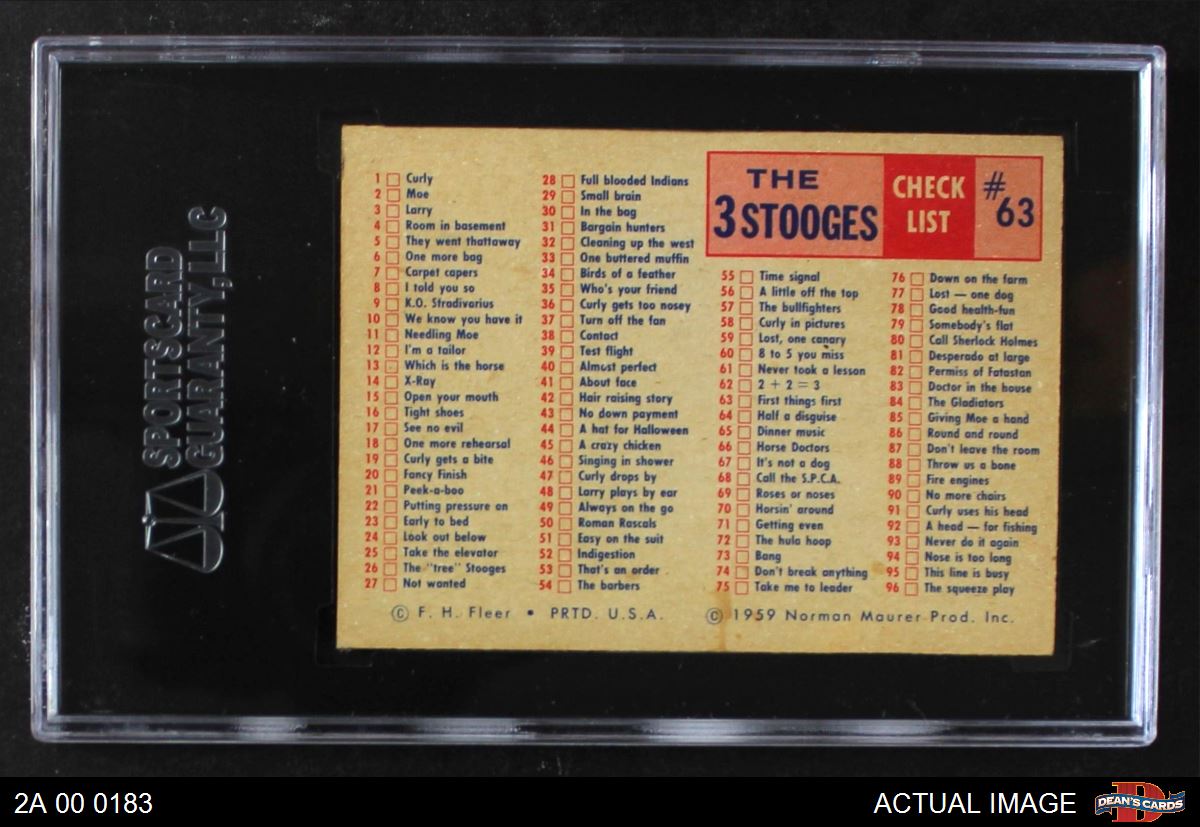 SPORTSCARD
GUARANTY, LLC
THE
3 STOOGES
CHECK
LIST
#
63
1 Curly
2 Moe
3 Larry
4 Room in basement
5 They went thattaway
6 One more bag
7 Carpet capers
8 I told you so
9 K.O. Stradivarius
10 We know you have it
11 Needling Moe
12 I'm a tailor
13 Which is the horse
14 X-Ray
15 Open your mouth
16 Tight shoes
17 See no evil
18 One more rehearsal
19 Curly gets a bite
20 Fancy Finish
21 Peek-a-boo
22 Putting pressure on
23 Early to bed
24 Look out below
25 Take the elevator
26 The "tree" Stooges
27 Not wanted
28 Full blooded Indians
29 Small brain
30 In the bag
31 Bargain hunters
32 Cleaning up the west
33 One buttered muffin
34 Birds of a feather
35 Who's your friend
36 Curly gets too nosey
37 Turn off the fan
38 Contact
39 Test flight
40 Almost perfect
41 About face
42 Hair raising story
43 No down payment
44 A hat for Halloween
45 A crazy chicken
46 Singing in shower
47 Curly drops by
48 Larry plays by ear
49 Always on the go
50 Roman Rascals
51 Easy on the suit
52 Indigestion
53 That's an order
54 The barbers
55 Time signal
56 A little off the top
57 The bullfighters
58 Curly in pictures
59 Lost, one canary
60 8 to 5 you miss
61 Never took a lesson
62 2 + 2 = 3
63 First things first
64 Half a disguise
65 Dinner music
66 Horse Doctors
67 It's not a dog
68 Call the S.P.C.A.
69 Roses or noses
70 Horsin' around
71 Getting even
72 The hula hoop
73 Bang
74 Don't break anything
75 Take me to leader
76 Down on the farm
77 Lost — one dog
78 Good health-fun
79 Somebody's flat
80 Call Sherlock Holmes
81 Desperado at large
82 Permiss of Fatastan
83 Doctor in the house
84 The Gladiators
85 Giving Moe a hand
86 Round and round
87 Don't leave the room
88 Throw us a bone
89 Fire engines
90 No more chairs
91 Curly uses his head
92 A head — for fishing
93 Never do it again
94 Nose is too long
95 This line is busy
96 The squeeze play
© F. H. Fleer • PRTD. U.S.A.
© 1959 Norman Maurer Prod. Inc.
2A 00 0183
ACTUAL IMAGE
D
DEAN'S CARDS